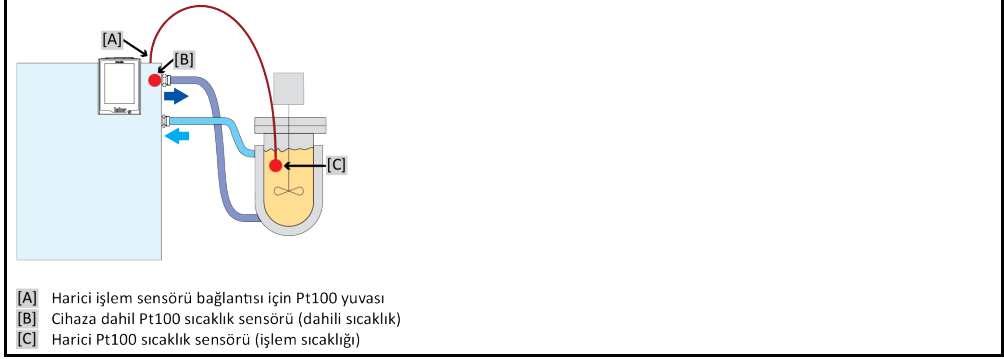 [A]
[B]
[C]
[A] Harici işlem sensörü bağlantısı için Pt100 yuvası
[B] Cihaza dahil Pt100 sıcaklık sensörü (dahili sıcaklık)
[C] Harici Pt100 sıcaklık sensörü (işlem sıcaklığı)